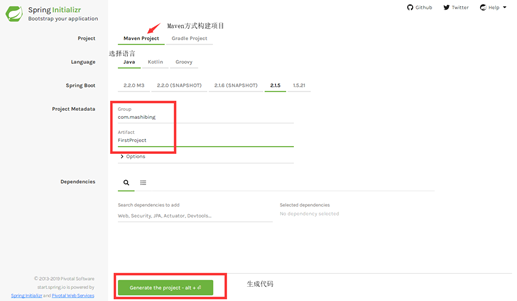 Spring Initializr
Bootstrap your application
Github
Twitter
Help
Maven方式构建项目
Project
Maven Project
Gradle Project
选择语言
Language
Java
Kotlin
Groovy
Spring Boot
2.2.0 M3
2.2.0 (SNAPSHOT)
2.1.6 (SNAPSHOT)
2.1.5
1.5.21
Project Metadata
Group
com.mashibing
Artifact
FirstProject
Options
Dependencies
Search dependencies to add
Web, Security, JPA, Actuator, Devtools...
Selected dependencies
No dependency selected
© 2013-2019 Pivotal Software
start.spring.io is powered by
Spring Initializr and Pivotal Web Services
Generate the project - alt + ⏎
生成代码